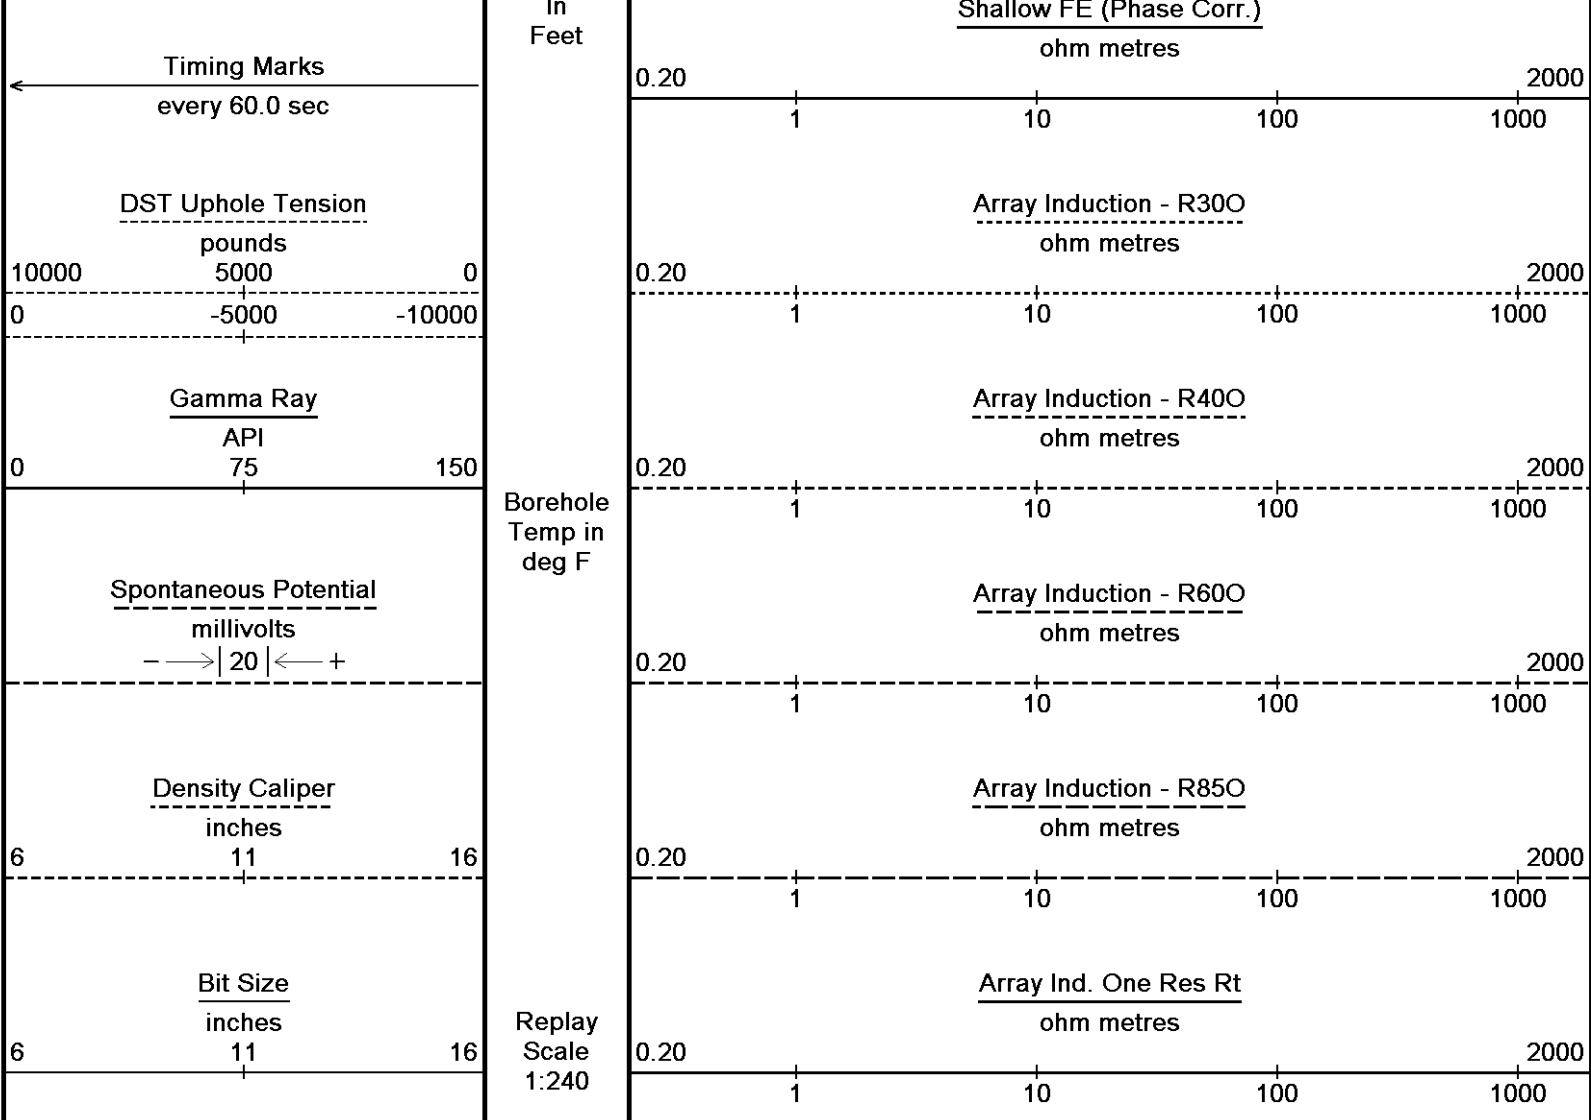 Timing Marks
every 60.0 sec
DST Uphole Tension
pounds
10000 5000 0
0 -5000 -10000
Gamma Ray
API
0 75 150
Spontaneous Potential
millivolts
− 20 +
Density Caliper
inches
6 11 16
Bit Size
inches
6 11 16
In
Feet
Borehole
Temp in
deg F
Replay
Scale
1:240
Shallow FE (Phase Corr.)
ohm metres
0.20 2000
1 10 100 1000
Array Induction - R30O
ohm metres
0.20 2000
1 10 100 1000
Array Induction - R40O
ohm metres
0.20 2000
1 10 100 1000
Array Induction - R60O
ohm metres
0.20 2000
1 10 100 1000
Array Induction - R85O
ohm metres
0.20 2000
1 10 100 1000
Array Ind. One Res Rt
ohm metres
0.20 2000
1 10 100 1000